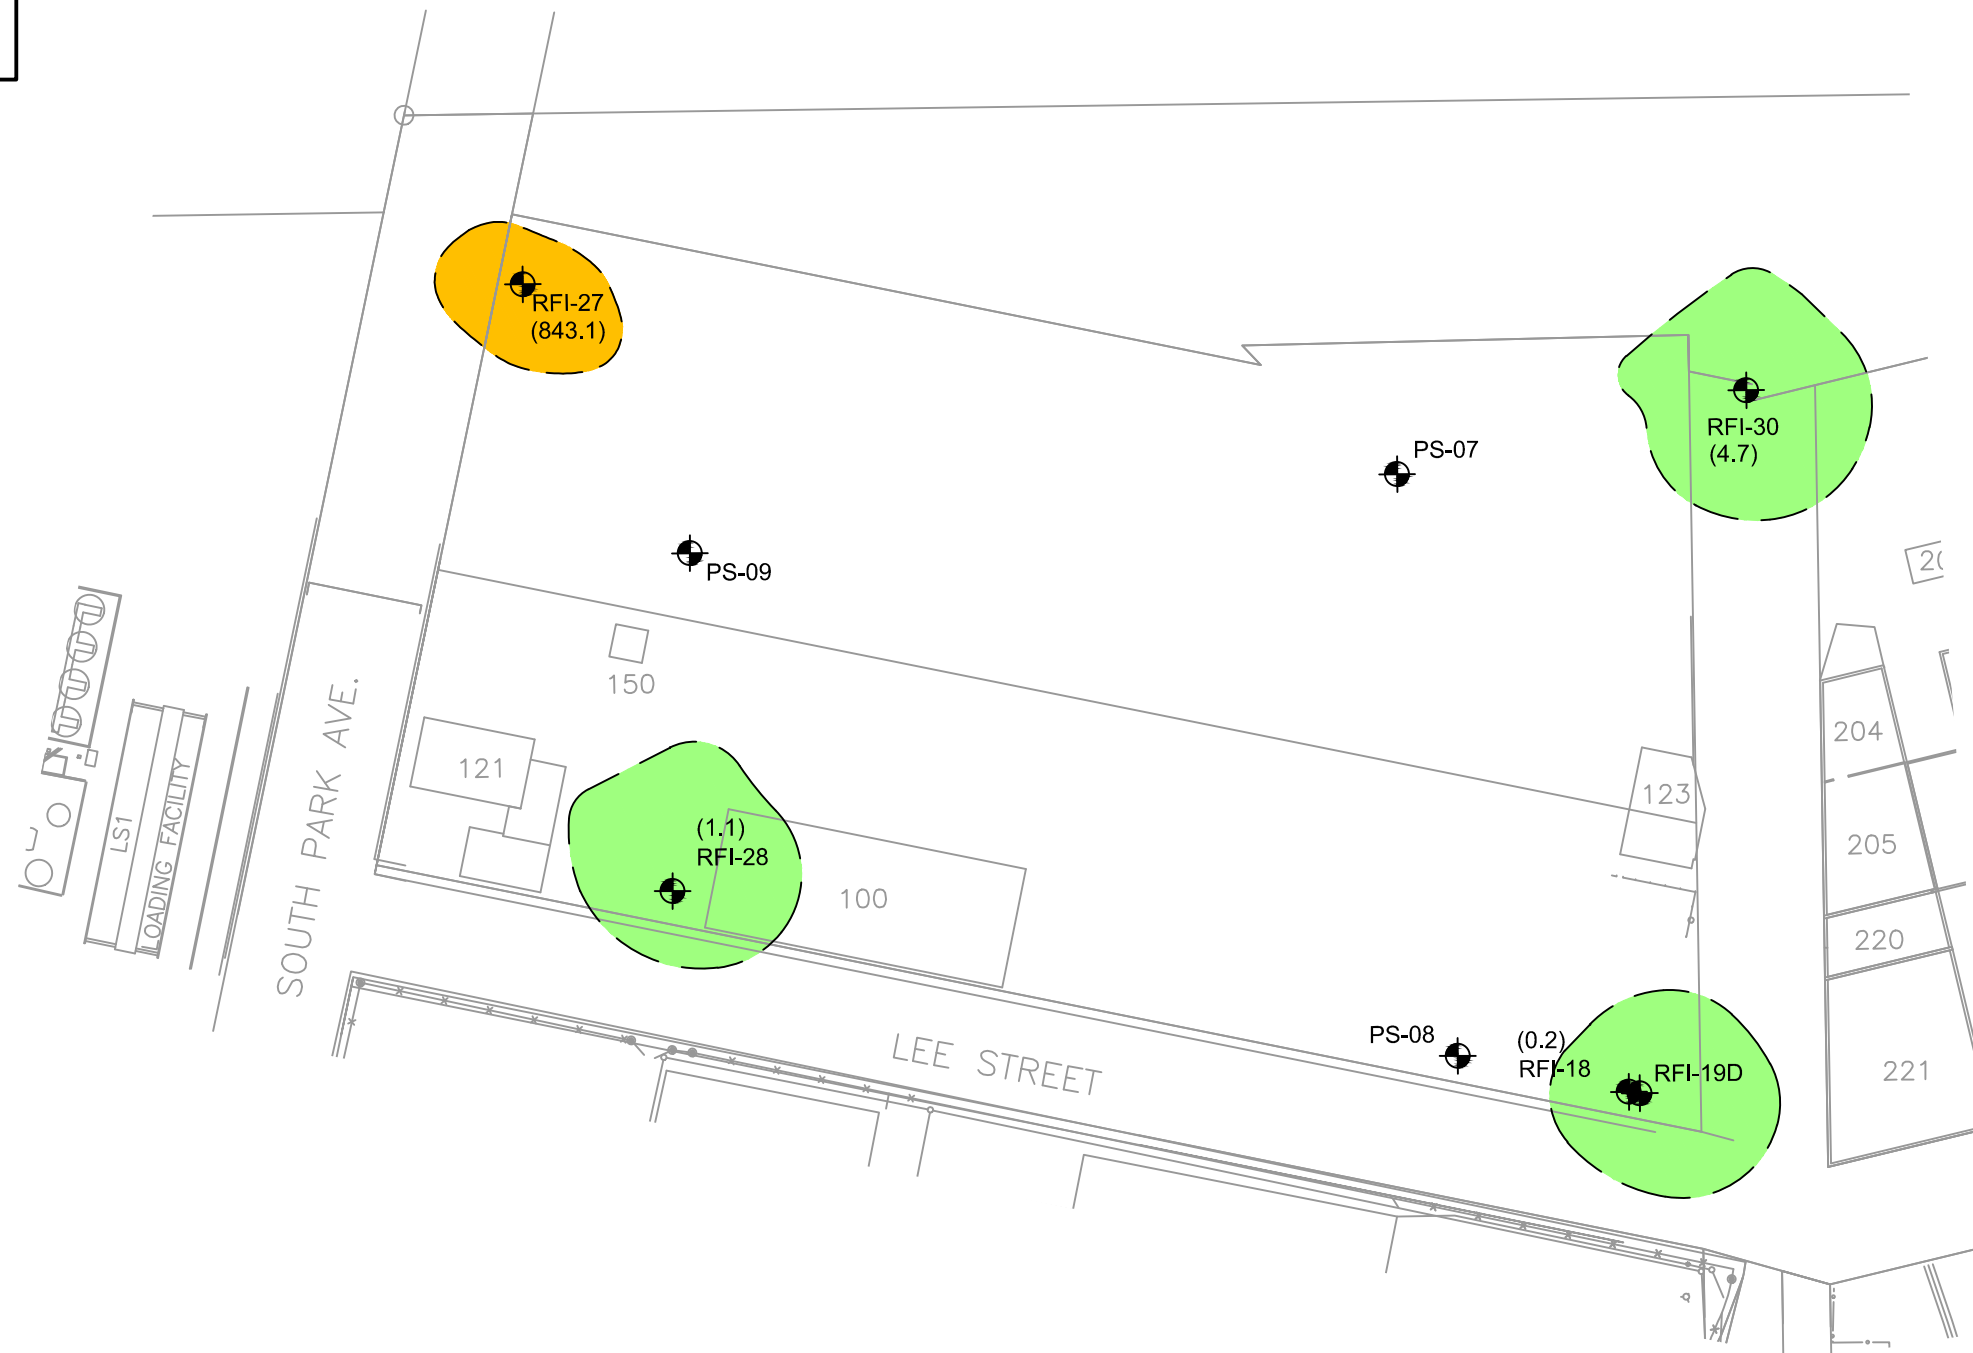 RFI-27
(843.1)
RFI-30
(4.7)
PS-07
PS-09
150
121
(1.1)
RFI-28
100
123
204
205
220
221
LS1
LOADING FACILITY
SOUTH PARK AVE.
LEE STREET
PS-08
(0.2)
RFI-18
RFI-19D